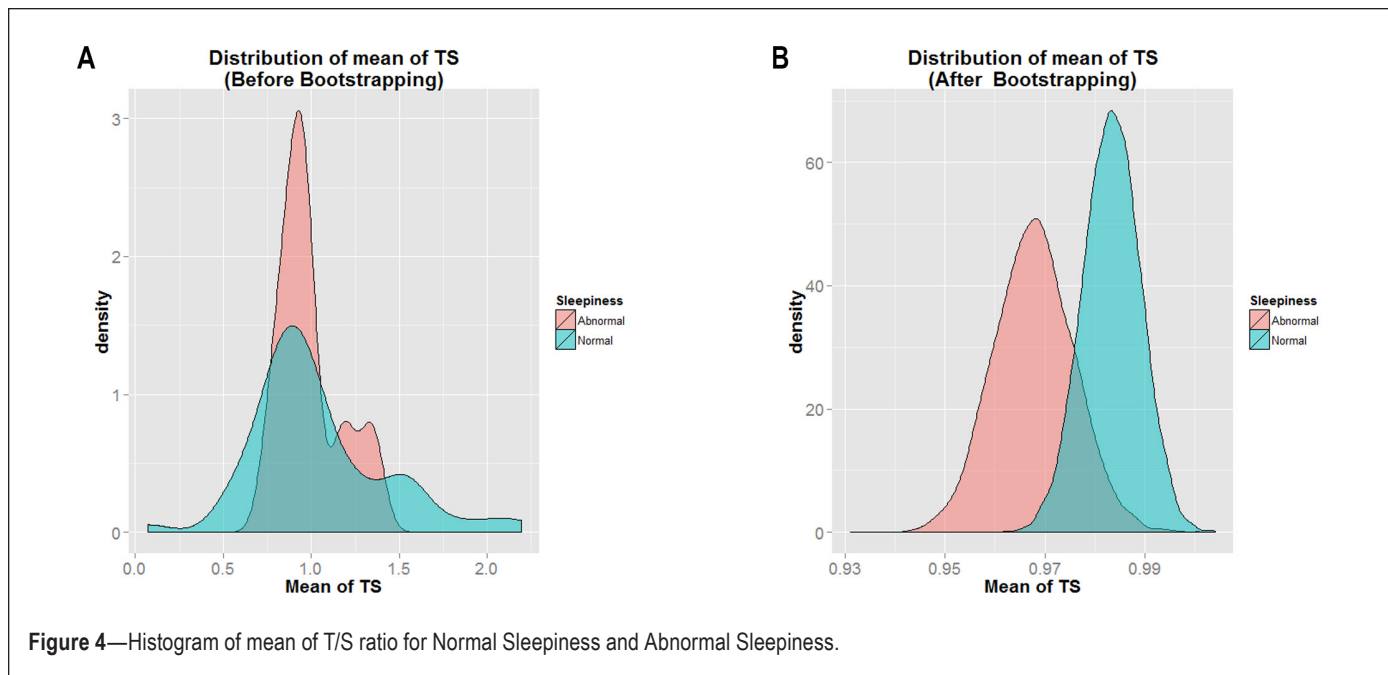 A
Distribution of mean of TS
(Before Bootstrapping)
3
2
1
0
density
0.0 0.5 1.0 1.5 2.0
Mean of TS
Sleepiness
Abnormal
Normal
B
Distribution of mean of TS
(After Bootstrapping)
60
40
20
0
density
0.93 0.95 0.97 0.99
Mean of TS
Sleepiness
Abnormal
Normal
Figure 4—Histogram of mean of T/S ratio for Normal Sleepiness and Abnormal Sleepiness.